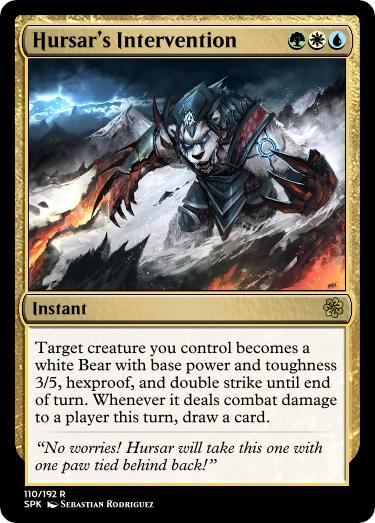 Hursar's Intervention
Instant
Target creature you control becomes a
white Bear with base power and toughness
3/5, hexproof, and double strike until end
of turn. Whenever it deals combat damage
to a player this turn, draw a card.
“No worries! Hursar will take this one with
one paw tied behind back!”
110/192 R
SPK Sebastian Rodriguez